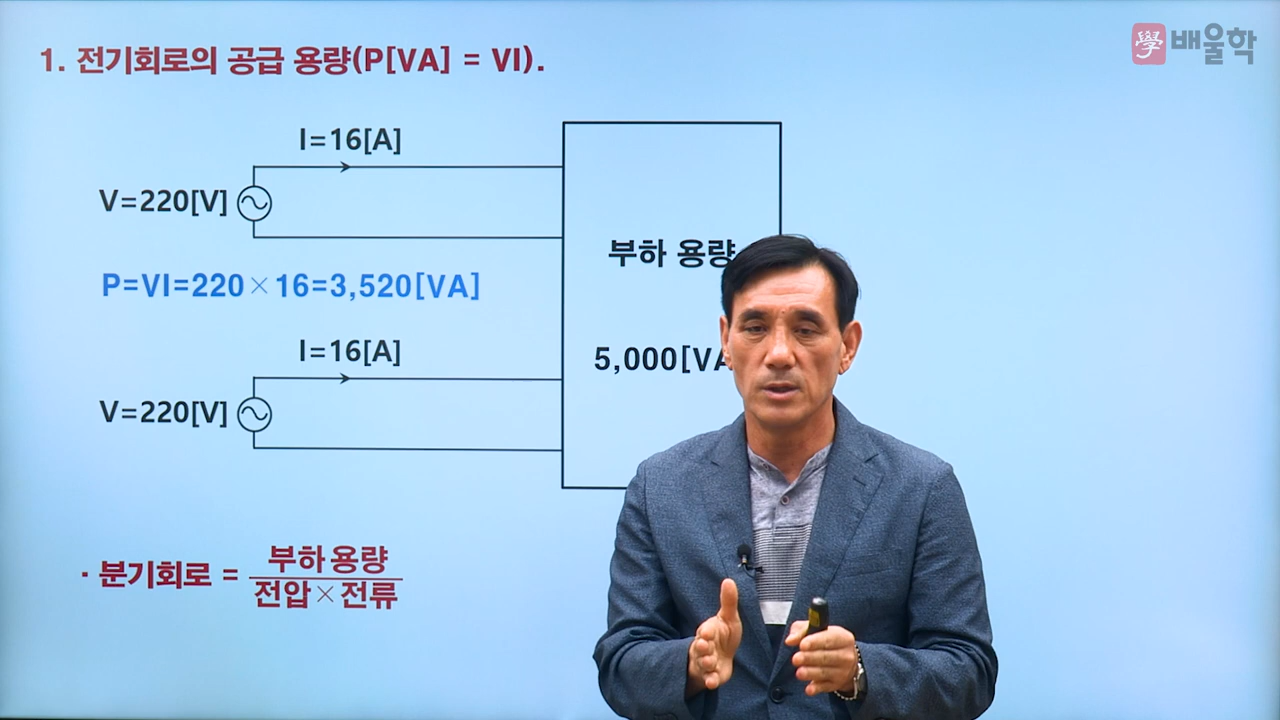 1. 전기회로의 공급 용량(P[VA] = VI).
學 배울학
I=16[A]
V=220[V]
부하 용량
P=VI=220×16=3,520[VA]
I=16[A]
5,000[VA
V=220[V]
· 분기회로 = 부하 용량
전압×전류